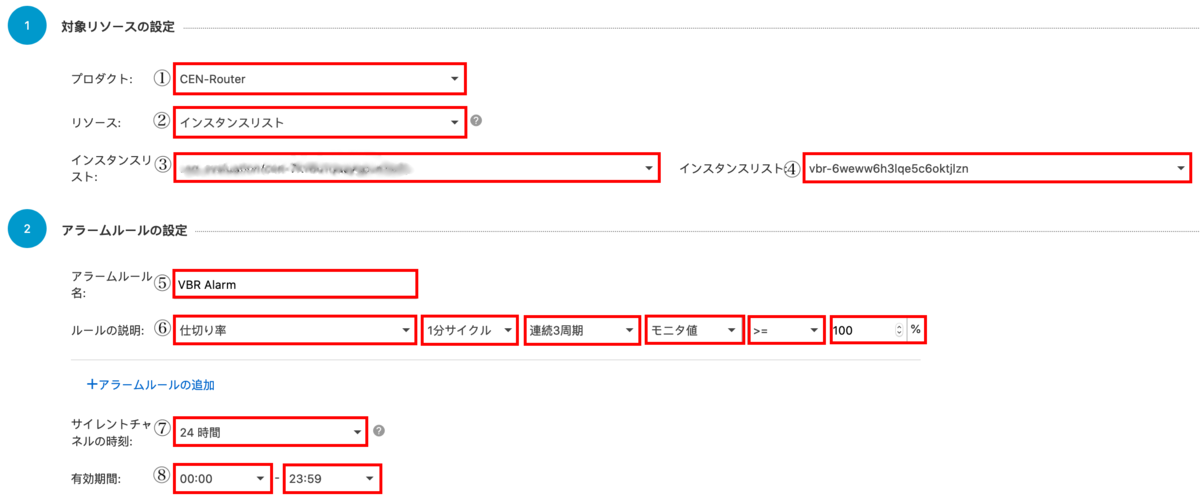 1 対象リソースの設定
プロダクト: ① CEN-Router
リソース: ② インスタンスリスト ?
インスタンスリ
スト: ③ インスタンスリスト: ④ vbr-6weww6h3lqe5c6oktjlzn
2 アラームルールの設定
アラームルール
名: ⑤ VBR Alarm
ルールの説明: ⑥ 仕切り率 1分サイクル 連続3周期 モニタ値 >= 100 %
+アラームルールの追加
サイレントチャ
ネルの時刻: ⑦ 24 時間 ?
有効期間: ⑧ 00:00 - 23:59